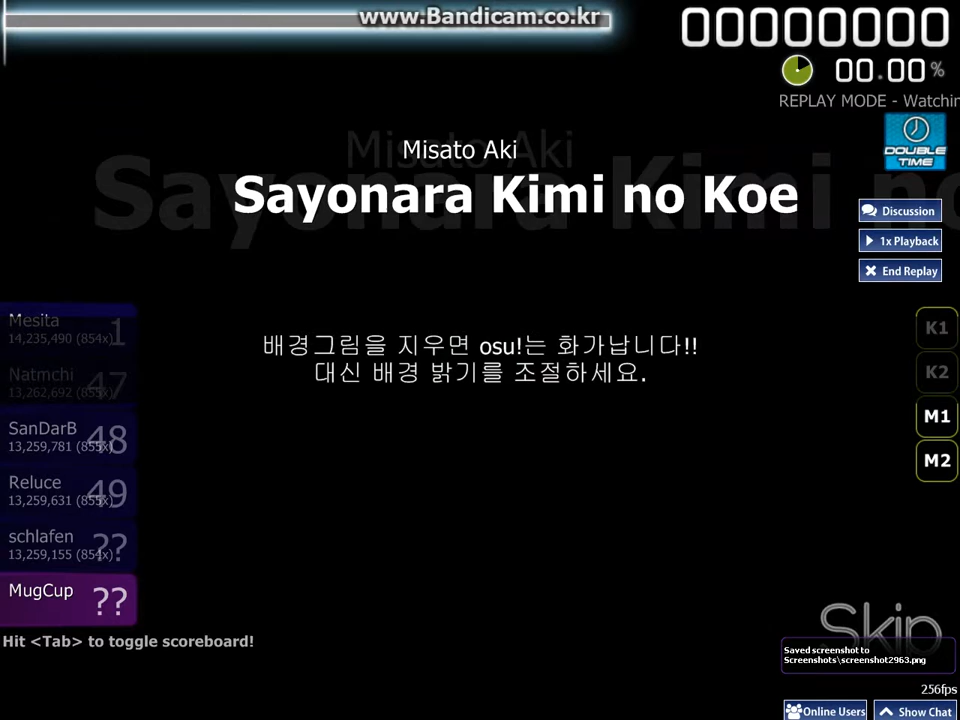 www.Bandicam.co.kr
00000000
00.00%
REPLAY MODE - Watchin
DOUBLE
TIME
Misato Aki
Misato Aki
Sayonara Kimi no Koe
Sayonara Kimi no
Discussion
1x Playback
End Replay
배경그림을 지우면 osu!는 화가납니다!!
대신 배경 밝기를 조절하세요.
Mesita
14,235,490 (854x)
1
Natmchi
13,262,692 (855x)
47
SanDarB
13,259,781 (855x)
48
Reluce
13,259,631 (855x)
49
schlafen
13,259,155 (854x)
??
MugCup
??
K1
K2
M1
M2
Hit <Tab> to toggle scoreboard!
Skip
Saved screenshot to
Screenshots\screenshot2963.png
256fps
Online Users
Show Chat